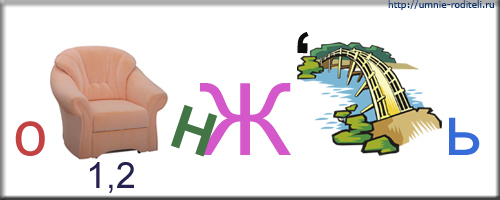 http://umnie-roditeli.ru
о н Ж ‘ ь
1,2